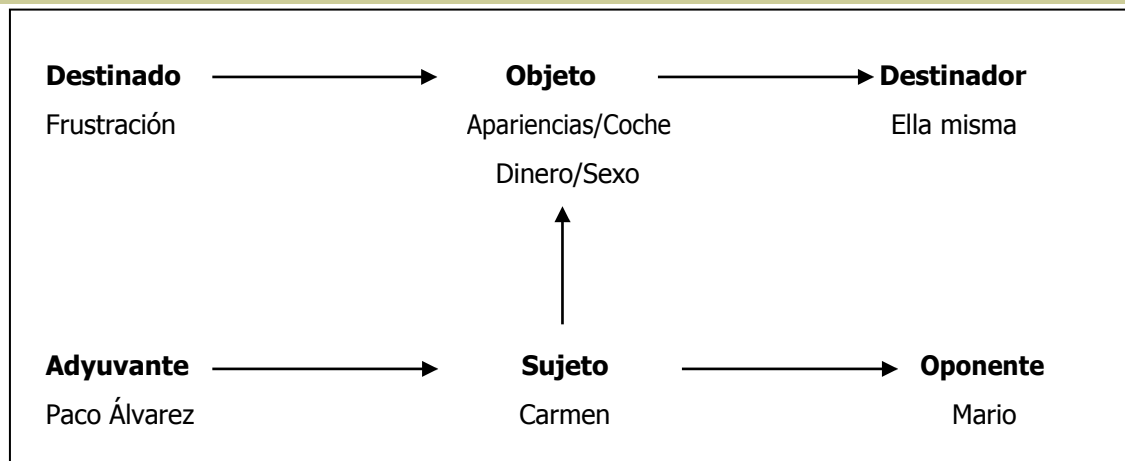 Destinado Objeto Destinador
Frustración Apariencias/Coche Ella misma
Dinero/Sexo
Adyuvante Sujeto Oponente
Paco Álvarez Carmen Mario